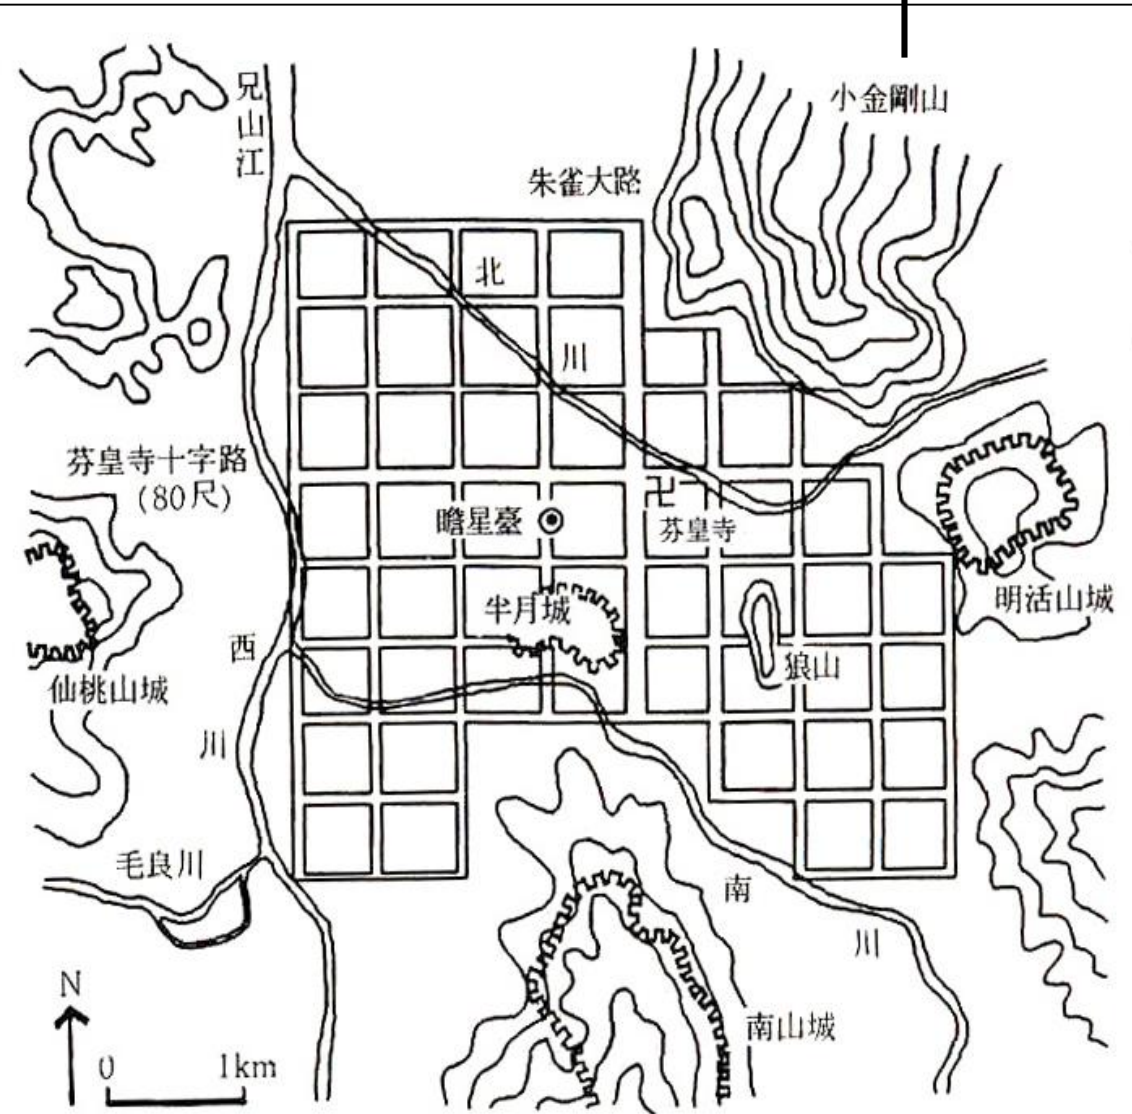 兄山江
小金剛山
朱雀大路
北
川
芬皇寺十字路
(80尺)
瞻星臺
卍
芬皇寺
半月城
明活山城
西
川
狼山
仙桃山城
毛良川
南
川
南山城
N
0 1km